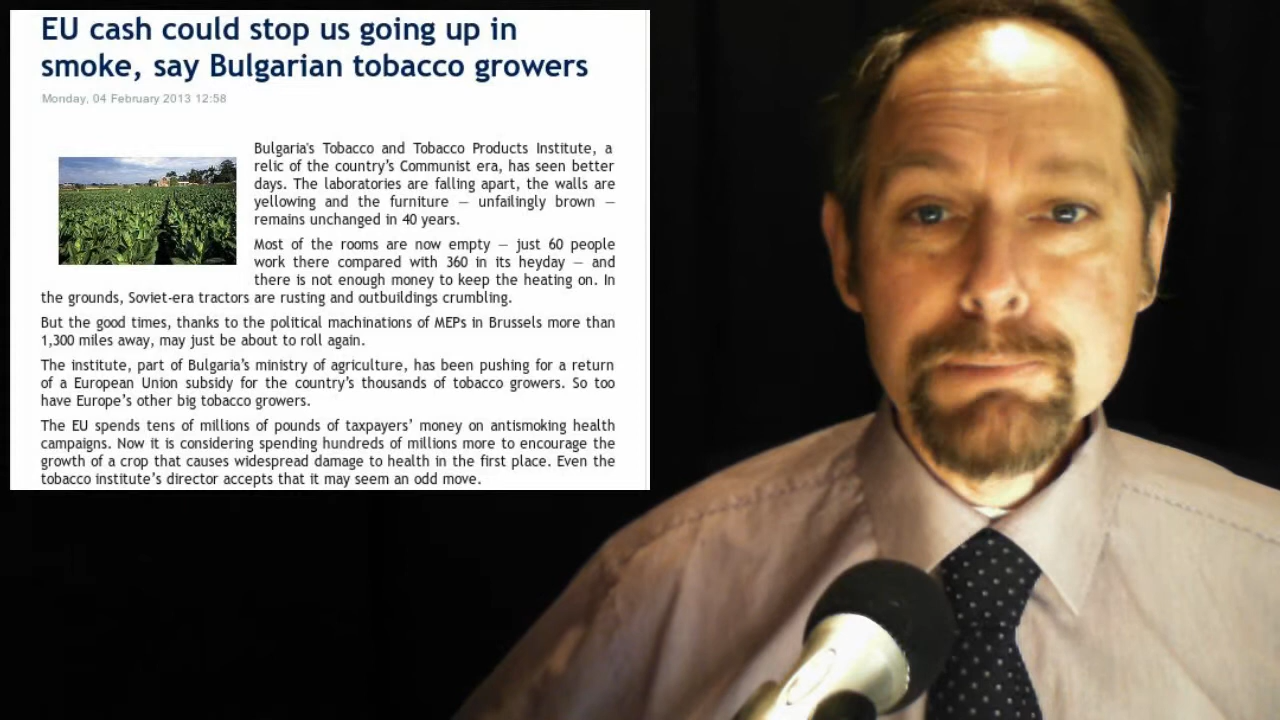 EU cash could stop us going up in
smoke, say Bulgarian tobacco growers
Monday, 04 February 2013 12:58
Bulgaria's Tobacco and Tobacco Products Institute, a
relic of the country's Communist era, has seen better
days. The laboratories are falling apart, the walls are
yellowing and the furniture — unfailingly brown —
remains unchanged in 40 years.
Most of the rooms are now empty — just 60 people
work there compared with 360 in its heyday — and
there is not enough money to keep the heating on. In
the grounds, Soviet-era tractors are rusting and outbuildings crumbling.
But the good times, thanks to the political machinations of MEPs in Brussels more than
1,300 miles away, may just be about to roll again.
The institute, part of Bulgaria’s ministry of agriculture, has been pushing for a return
of a European Union subsidy for the country’s thousands of tobacco growers. So too
have Europe’s other big tobacco growers.
The EU spends tens of millions of pounds of taxpayers’ money on antismoking health
campaigns. Now it is considering spending hundreds of millions more to encourage the
growth of a crop that causes widespread damage to health in the first place. Even the
tobacco institute’s director accepts that it may seem an odd move.